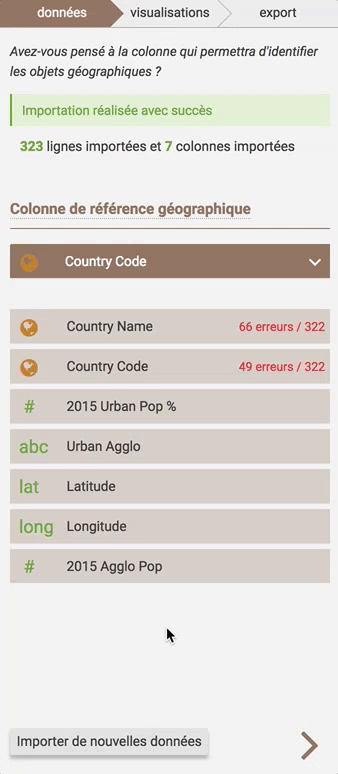 données visualisations export
Avez-vous pensé à la colonne qui permettra d'identifier
les objets géographiques ?
Importation réalisée avec succès
323 lignes importées et 7 colonnes importées
Colonne de référence géographique
Country Code
Country Name 66 erreurs / 322
Country Code 49 erreurs / 322
# 2015 Urban Pop %
abc Urban Agglo
lat Latitude
long Longitude
# 2015 Agglo Pop
Importer de nouvelles données